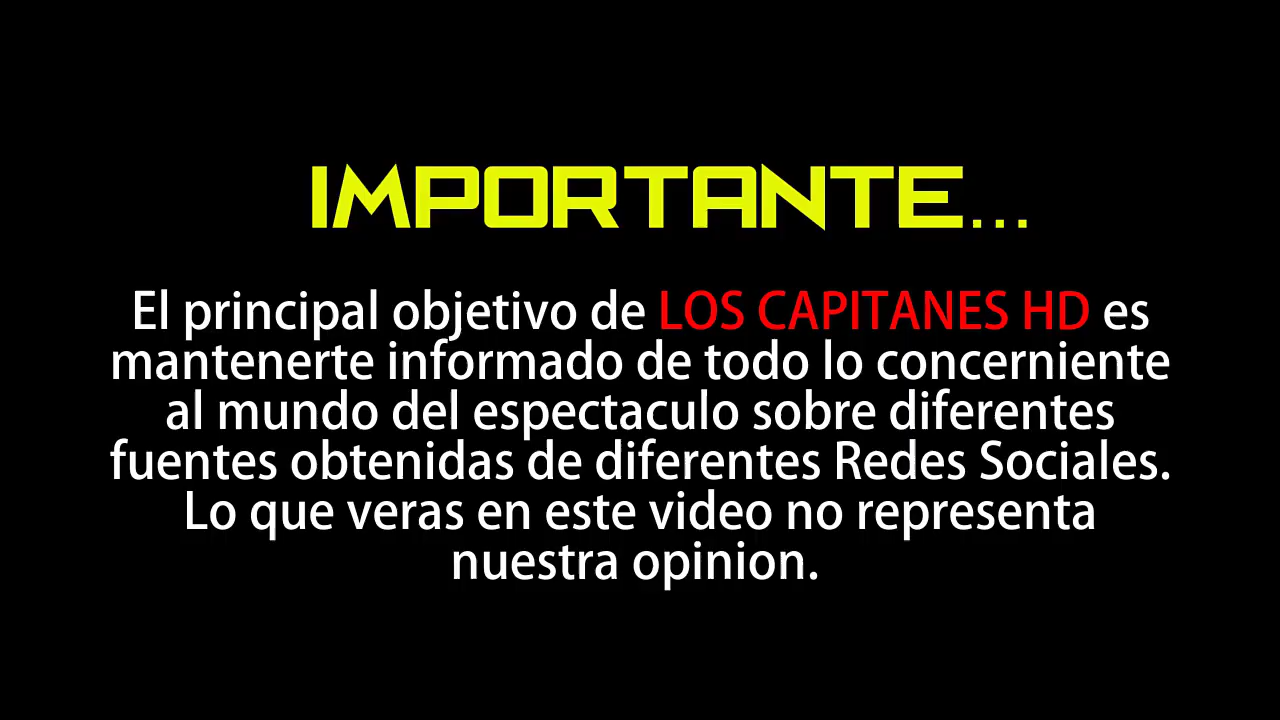 IMPORTANTE...
El principal objetivo de LOS CAPITANES HD es
mantenerte informado de todo lo concerniente
al mundo del espectaculo sobre diferentes
fuentes obtenidas de diferentes Redes Sociales.
Lo que veras en este video no representa
nuestra opinion.